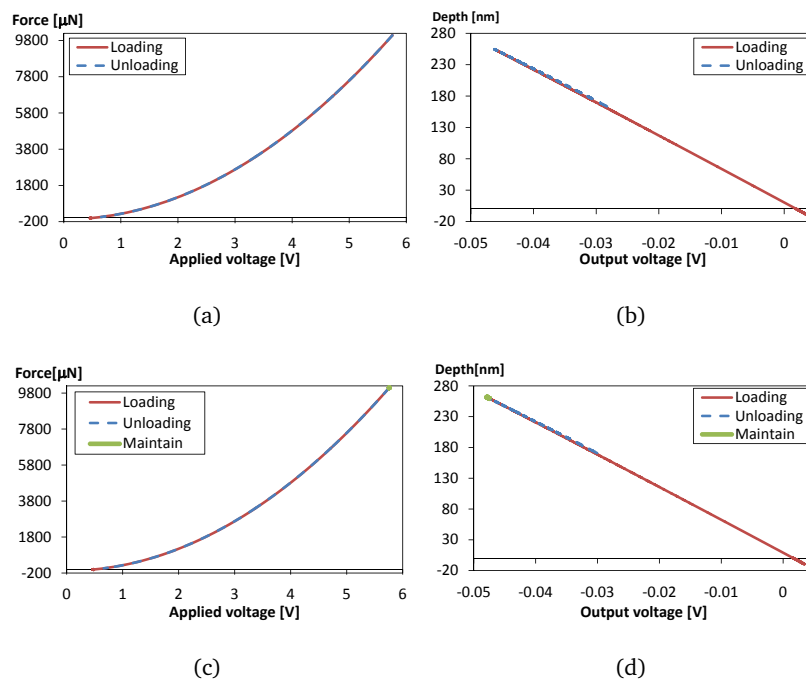 Force [µN]
9800
7800
5800
3800
1800
-200
Loading
Unloading
0 1 2 3 4 5 6
Applied voltage [V]
(a)
Depth [nm]
280
230
180
130
80
30
-20
Loading
Unloading
-0.05 -0.04 -0.03 -0.02 -0.01 0
Output voltage [V]
(b)
Force[µN]
9800
7800
5800
3800
1800
-200
Loading
Unloading
Maintain
0 1 2 3 4 5 6
Applied voltage [V]
(c)
Depth[nm]
280
230
180
130
80
30
-20
Loading
Unloading
Maintain
-0.05 -0.04 -0.03 -0.02 -0.01 0
Output voltage [V]
(d)